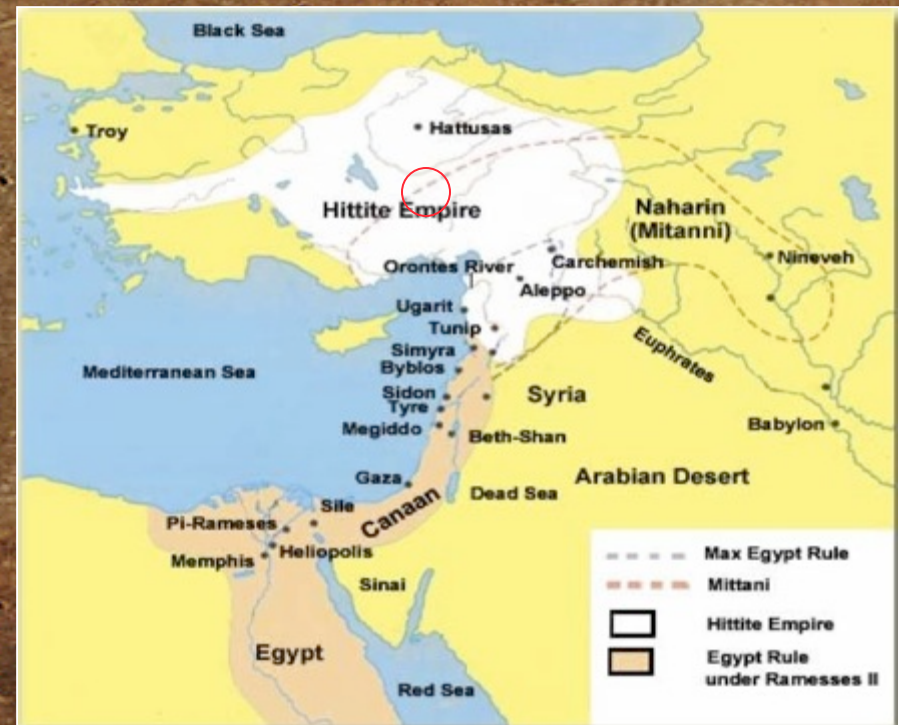 Black Sea
Troy
Hattusas
Hittite Empire
Naharin
(Mitanni)
Nineveh
Orontes River
Carchemish
Aleppo
Ugarit
Tunip
Simyra
Byblos
Euphrates
Mediterranean Sea
Sidon
Syria
Tyre
Megiddo
Beth-Shan
Babylon
Gaza
Dead Sea
Arabian Desert
Canaan
Sile
Pi-Rameses
Heliopolis
Memphis
Sinai
Egypt
Red Sea
Max Egypt Rule
Mittani
Hittite Empire
Egypt Rule
under Ramesses II